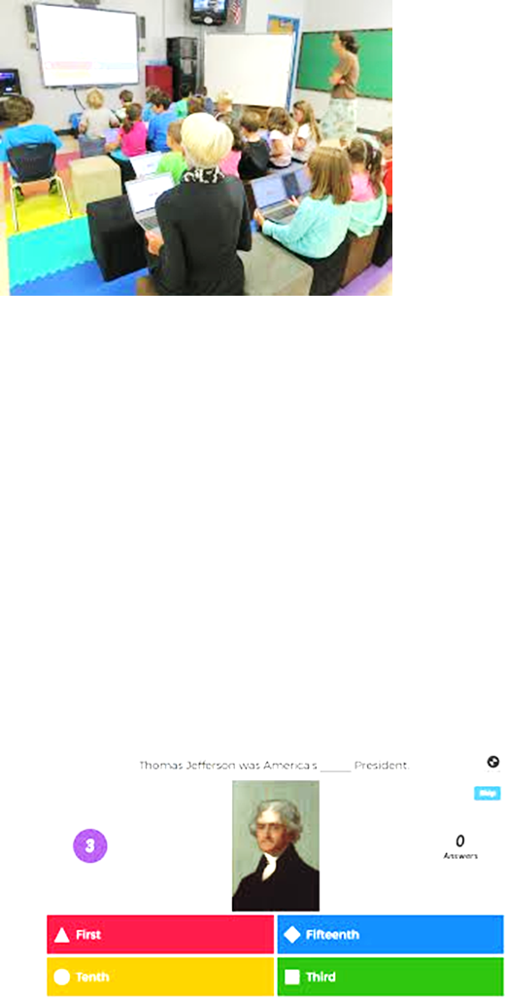 Thomas Jefferson was America's _____ President.
Skip
3
0
Answers
First
Fifteenth
Tenth
Third